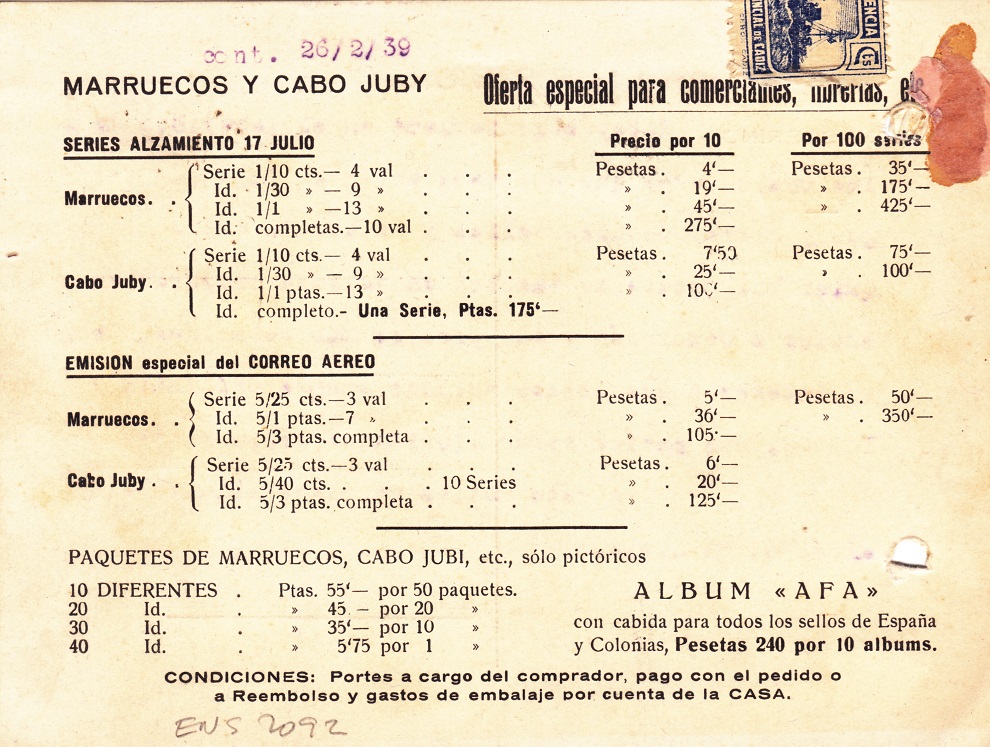 cont. 26/2/39
MARRUECOS Y CABO JUBY
Oferta especial para comerciantes, librerías,
ENCIA
CTS
NCIAL DE CADIZ
SERIES ALZAMIENTO 17 JULIO Precio por 10 Por 100 series
Marruecos. .
Serie 1/10 cts.— 4 val . . . Pesetas . 4‘— Pesetas . 35‘—
Id. 1/30 » — 9 » . . . » . 19‘— » . 175‘—
Id. 1/1 » —13 » . . . » . 45‘— » . 425‘—
Id. completas.—10 val . . . » . 275‘—
Cabo Juby. .
Serie 1/10 cts.— 4 val . . . Pesetas . 7‘50 Pesetas . 75‘—
Id. 1/30 » — 9 » . . . » . 25‘— » . 100‘—
Id. 1/1 ptas.—13 » . . . » . 100‘—
Id. completo.- Una Serie, Ptas. 175‘—
EMISION especial del CORREO AEREO
Marruecos. .
Serie 5/25 cts.—3 val . . . Pesetas . 5‘— Pesetas . 50‘—
Id. 5/1 ptas.—7 » . . . » . 36‘— » . 350‘—
Id. 5/3 ptas. completa . . . » . 105·—
Cabo Juby . .
Serie 5/25 cts.—3 val . . . Pesetas . 6‘—
Id. 5/40 cts. . . . 10 Series » . 20‘—
Id. 5/3 ptas. completa . . . » . 125‘—
PAQUETES DE MARRUECOS, CABO JUBI, etc., sólo pictóricos
10 DIFERENTES . Ptas. 55‘— por 50 paquetes.
20 Id. . » 45 — por 20 »
30 Id. . » 35‘— por 10 »
40 Id. . » 5‘75 por 1 »
ALBUM «AFA»
con cabida para todos los sellos de España
y Colonias, Pesetas 240 por 10 albums.
CONDICIONES: Portes a cargo del comprador, pago con el pedido o
a Reembolso y gastos de embalaje por cuenta de la CASA.
ENS 2092